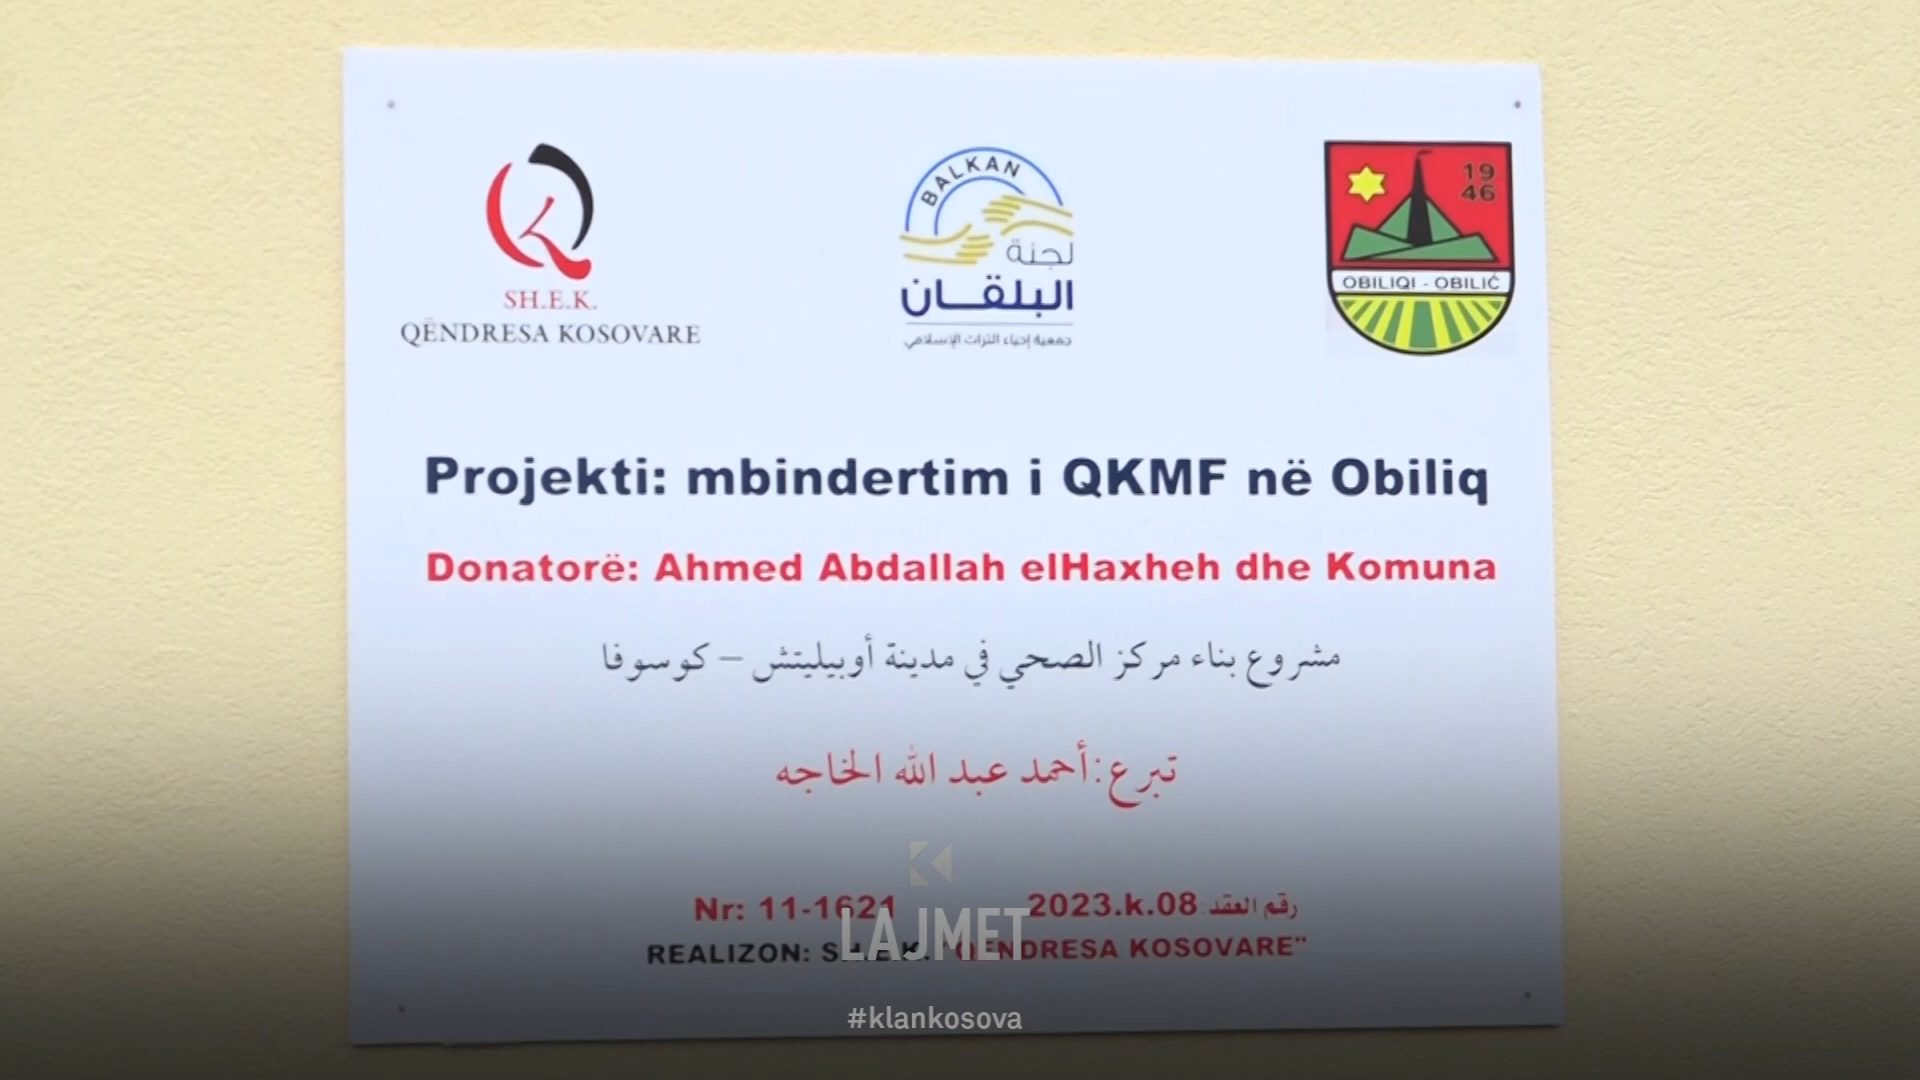 SH.E.K.
QËNDRESA KOSOVARE
BALKAN
لجنة
البلقان
جمعية إحياء التراث الإسلامي
19
46
OBILIQI - OBILIĆ
Projekti: mbindertim i QKMF në Obiliq
Donatorë: Ahmed Abdallah elHaxheh dhe Komuna
مشروع بناء مركز الصحي في مدينة أوبيليتش – كوسوفا
تبرع:أحمد عبد الله الخاجه
Nr: 11-1621 2023.k.08 رقم العقد:
REALIZON: SH.E.K. "QENDRESA KOSOVARE"
LAJMET
#klankosova